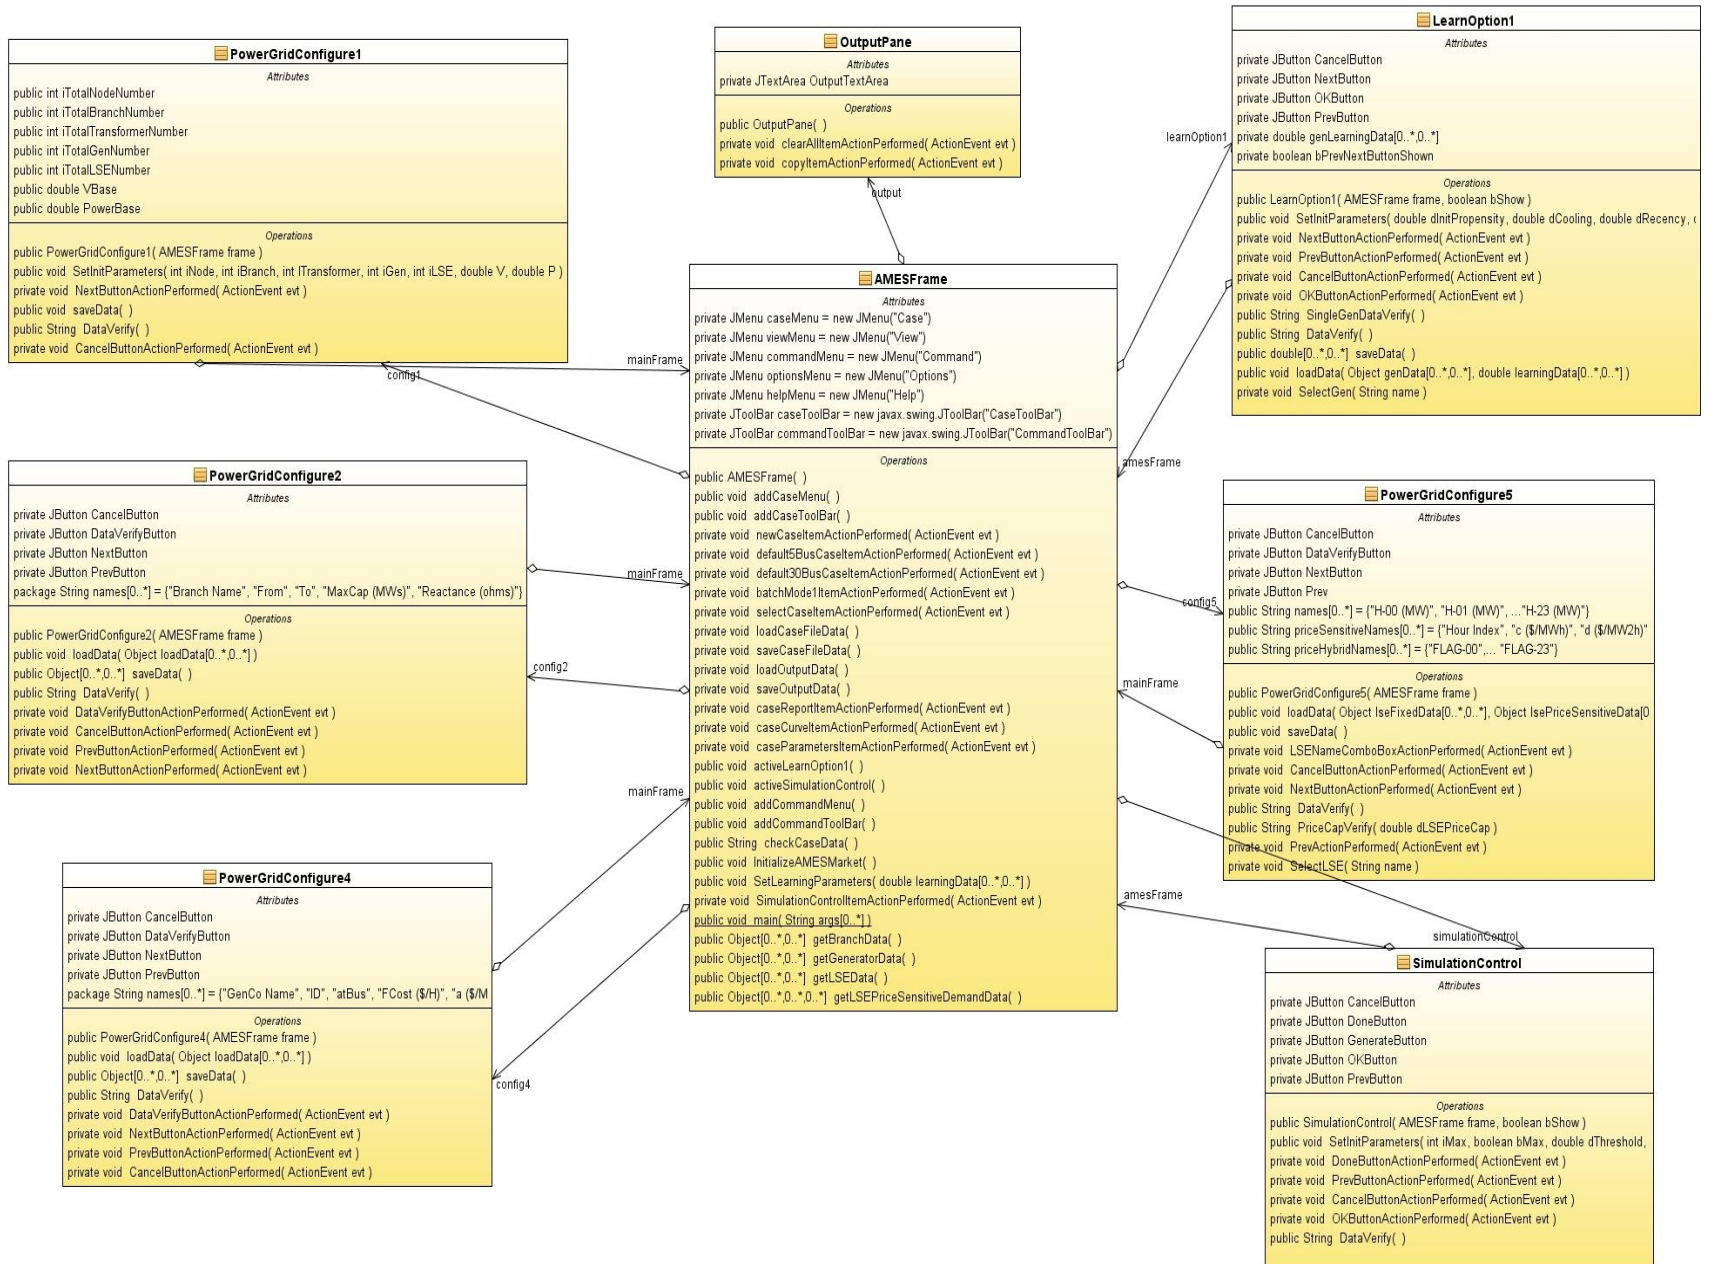 PowerGridConfigure1
Attributes
public int iTotalNodeNumber
public int iTotalBranchNumber
public int iTotalTransformerNumber
public int iTotalGenNumber
public int iTotalLSENumber
public double VBase
public double PowerBase
Operations
public PowerGridConfigure1( AMESFrame frame )
public void SetInitParameters( int iNode, int iBranch, int ITransformer, int iGen, int iLSE, double V, double P )
private void NextButtonActionPerformed( ActionEvent evt )
public void saveData( )
public String DataVerify( )
private void CancelButtonActionPerformed( ActionEvent evt )
OutputPane
Attributes
private JTextArea OutputTextArea
Operations
public OutputPane( )
private void clearAllItemActionPerformed( ActionEvent evt )
private void copyItemActionPerformed( ActionEvent evt )
output
LearnOption1
Attributes
private JButton CancelButton
private JButton NextButton
private JButton OKButton
private JButton PrevButton
private double genLearningData[0..*,0..*]
private boolean bPrevNextButtonShown
Operations
public LearnOption1( AMESFrame frame, boolean bShow )
public void SetInitParameters( double dInitPropensity, double dCooling, double dRecency,
private void NextButtonActionPerformed( ActionEvent evt )
private void PrevButtonActionPerformed( ActionEvent evt )
private void CancelButtonActionPerformed( ActionEvent evt )
private void OKButtonActionPerformed( ActionEvent evt )
public String SingleGenDataVerify( )
public String DataVerify( )
public double[0..*,0..*] saveData( )
public void loadData( Object genData[0..*,0..*], double learningData[0..*,0..*] )
private void SelectGen( String name )
learnOption1
mainFrame
config1
AMESFrame
Attributes
private JMenu caseMenu = new JMenu("Case")
private JMenu viewMenu = new JMenu("View")
private JMenu commandMenu = new JMenu("Command")
private JMenu optionsMenu = new JMenu("Options")
private JMenu helpMenu = new JMenu("Help")
private JToolBar caseToolBar = new javax.swing.JToolBar("CaseToolBar")
private JToolBar commandToolBar = new javax.swing.JToolBar("CommandToolBar")
Operations
public AMESFrame( )
public void addCaseMenu( )
public void addCaseToolBar( )
private void newCaseItemActionPerformed( ActionEvent evt )
private void default5BusCaseItemActionPerformed( ActionEvent evt )
private void default30BusCaseItemActionPerformed( ActionEvent evt )
private void batchMode1ItemActionPerformed( ActionEvent evt )
private void selectCaseItemActionPerformed( ActionEvent evt )
private void loadCaseFileData( )
private void saveCaseFileData( )
private void loadOutputData( )
private void saveOutputData( )
private void caseReportItemActionPerformed( ActionEvent evt )
private void caseCurveItemActionPerformed( ActionEvent evt )
private void caseParametersItemActionPerformed( ActionEvent evt )
public void activeLearnOption1( )
public void activeSimulationControl( )
public void addCommandMenu( )
public void addCommandToolBar( )
public String checkCaseData( )
public void InitializeAMESMarket( )
public void SetLearningParameters( double learningData[0..*,0..*] )
private void SimulationControlItemActionPerformed( ActionEvent evt )
public void main( String args[0..*] )
public Object[0..*,0..*] getBranchData( )
public Object[0..*,0..*] getGeneratorData( )
public Object[0..*,0..*] getLSEData( )
public Object[0..*,0..*,0..*] getLSEPriceSensitiveDemandData( )
amesFrame
PowerGridConfigure2
Attributes
private JButton CancelButton
private JButton DataVerifyButton
private JButton NextButton
private JButton PrevButton
package String names[0..*] = {"Branch Name", "From", "To", "MaxCap (MWs)", "Reactance (ohms)"}
Operations
public PowerGridConfigure2( AMESFrame frame )
public void loadData( Object loadData[0..*,0..*] )
public Object[0..*,0..*] saveData( )
public String DataVerify( )
private void DataVerifyButtonActionPerformed( ActionEvent evt )
private void CancelButtonActionPerformed( ActionEvent evt )
private void PrevButtonActionPerformed( ActionEvent evt )
private void NextButtonActionPerformed( ActionEvent evt )
mainFrame
config2
mainFrame
config5
mainFrame
PowerGridConfigure5
Attributes
private JButton CancelButton
private JButton DataVerifyButton
private JButton NextButton
private JButton Prev
public String names[0..*] = {"H-00 (MW)", "H-01 (MW)", ..."H-23 (MW)"}
public String priceSensitiveNames[0..*] = {"Hour Index", "c ($/MWh)", "d ($/MW2h)"
public String priceHybridNames[0..*] = {"FLAG-00",... "FLAG-23"}
Operations
public PowerGridConfigure5( AMESFrame frame )
public void loadData( Object lseFixedData[0..*,0..*], Object lsePriceSensitiveData[0
public void saveData( )
private void LSENameComboBoxActionPerformed( ActionEvent evt )
private void CancelButtonActionPerformed( ActionEvent evt )
private void NextButtonActionPerformed( ActionEvent evt )
public String DataVerify( )
public String PriceCapVerify( double dLSEPriceCap )
private void PrevActionPerformed( ActionEvent evt )
private void SelectLSE( String name )
PowerGridConfigure4
Attributes
private JButton CancelButton
private JButton DataVerifyButton
private JButton NextButton
private JButton PrevButton
package String names[0..*] = {"GenCo Name", "ID", "atBus", "FCost ($/H)", "a ($/M
Operations
public PowerGridConfigure4( AMESFrame frame )
public void loadData( Object loadData[0..*,0..*] )
public Object[0..*,0..*] saveData( )
public String DataVerify( )
private void DataVerifyButtonActionPerformed( ActionEvent evt )
private void NextButtonActionPerformed( ActionEvent evt )
private void PrevButtonActionPerformed( ActionEvent evt )
private void CancelButtonActionPerformed( ActionEvent evt )
config4
amesFrame
simulationControl
SimulationControl
Attributes
private JButton CancelButton
private JButton DoneButton
private JButton GenerateButton
private JButton OKButton
private JButton PrevButton
Operations
public SimulationControl( AMESFrame frame, boolean bShow )
public void SetInitParameters( int iMax, boolean bMax, double dThreshold,
private void DoneButtonActionPerformed( ActionEvent evt )
private void PrevButtonActionPerformed( ActionEvent evt )
private void CancelButtonActionPerformed( ActionEvent evt )
private void OKButtonActionPerformed( ActionEvent evt )
public String DataVerify( )